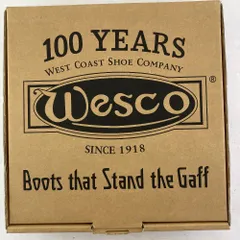 100 YEARS
WEST COAST SHOE COMPANY
Wesco®
SINCE 1918
Boots that Stand the Gaff